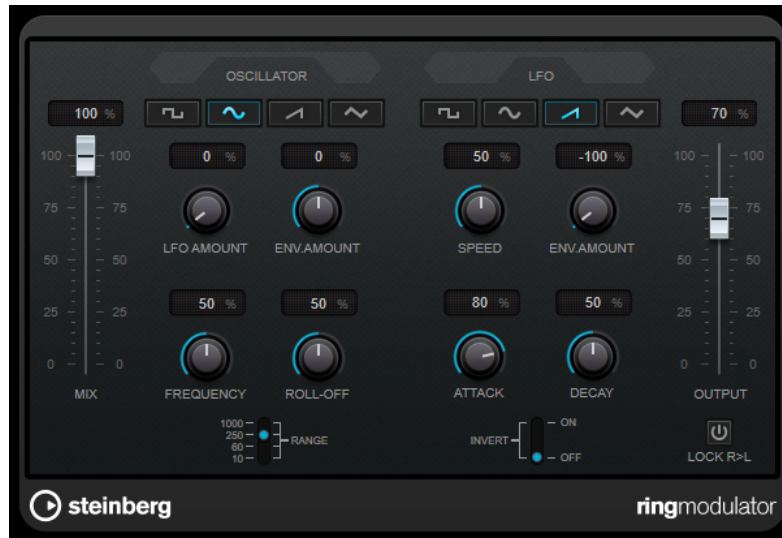 OSCILLATOR LFO
100 % 70 %
0 % 0 % 50 % -100 %
100 100 100 100
75 75 75 75
LFO AMOUNT ENV.AMOUNT SPEED ENV.AMOUNT
50 50 50 50
50 % 50 % 80 % 50 %
25 25 25 25
0 0 0 0
MIX FREQUENCY ROLL-OFF ATTACK DECAY OUTPUT
1000
250
60
10
RANGE
INVERT
ON
OFF
LOCK R>L
steinberg ringmodulator